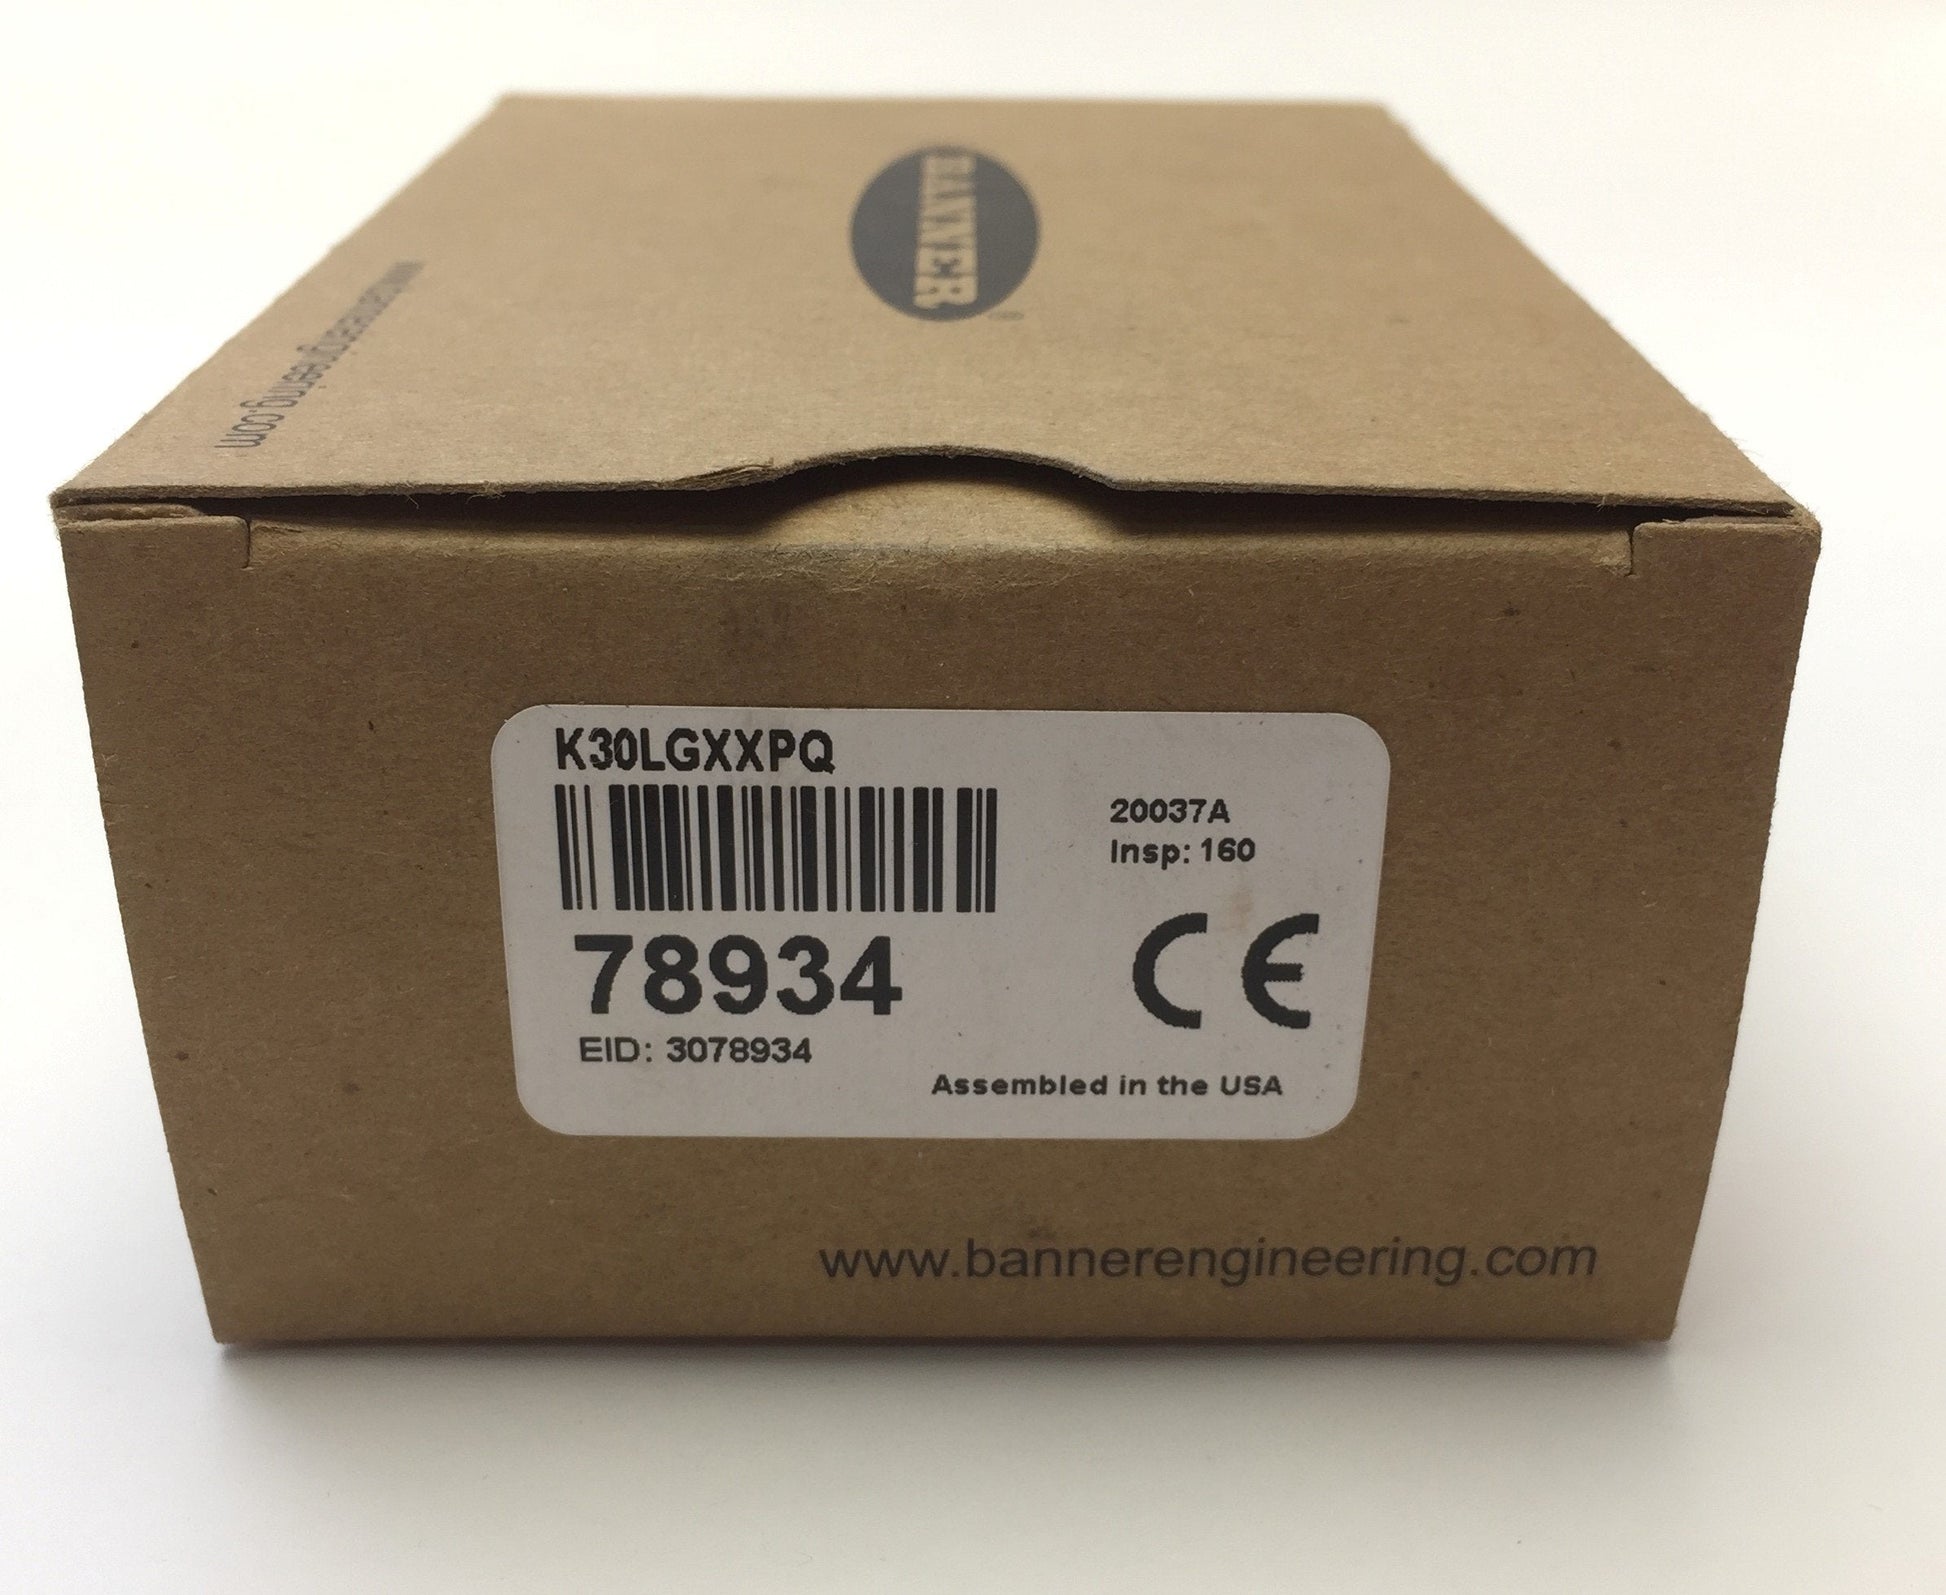 BANNER
®
www.bannerengineering.com
K30LGXXPQ
20037A
Insp: 160
78934
CE
EID: 3078934
Assembled in the USA
www.bannerengineering.com